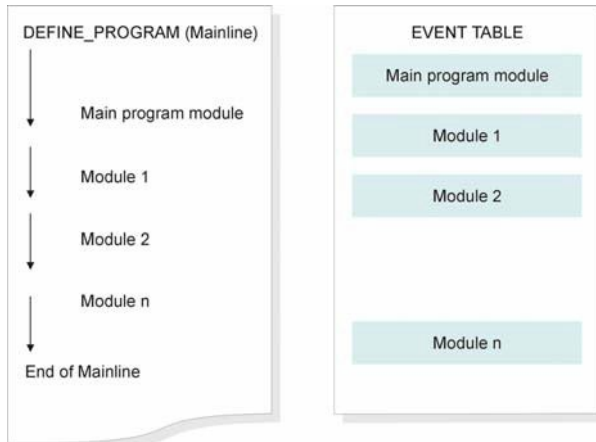 DEFINE_PROGRAM (Mainline)
Main program module
Module 1
Module 2
Module n
End of Mainline
EVENT TABLE
Main program module
Module 1
Module 2
Module n